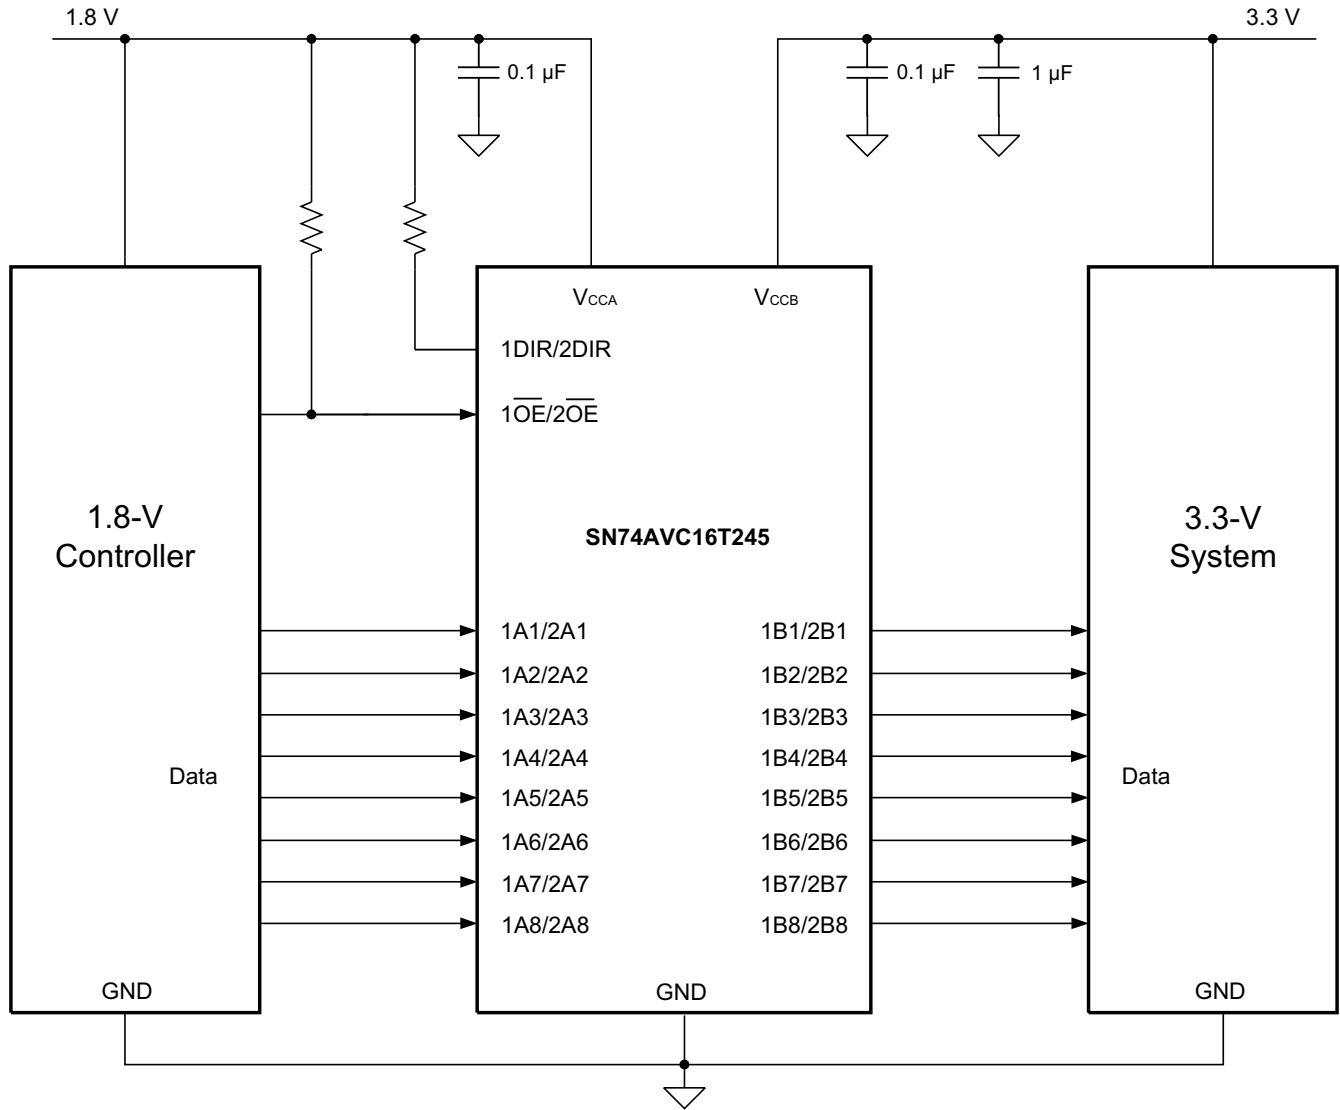 1.8 V
3.3 V
0.1 µF
0.1 µF
1 µF
VCCA
VCCB
1DIR/2DIR
1O̅E̅/2O̅E̅
1.8-V
Controller
SN74AVC16T245
3.3-V
System
1A1/2A1
1B1/2B1
1A2/2A2
1B2/2B2
1A3/2A3
1B3/2B3
1A4/2A4
1B4/2B4
Data
Data
1A5/2A5
1B5/2B5
1A6/2A6
1B6/2B6
1A7/2A7
1B7/2B7
1A8/2A8
1B8/2B8
GND
GND
GND